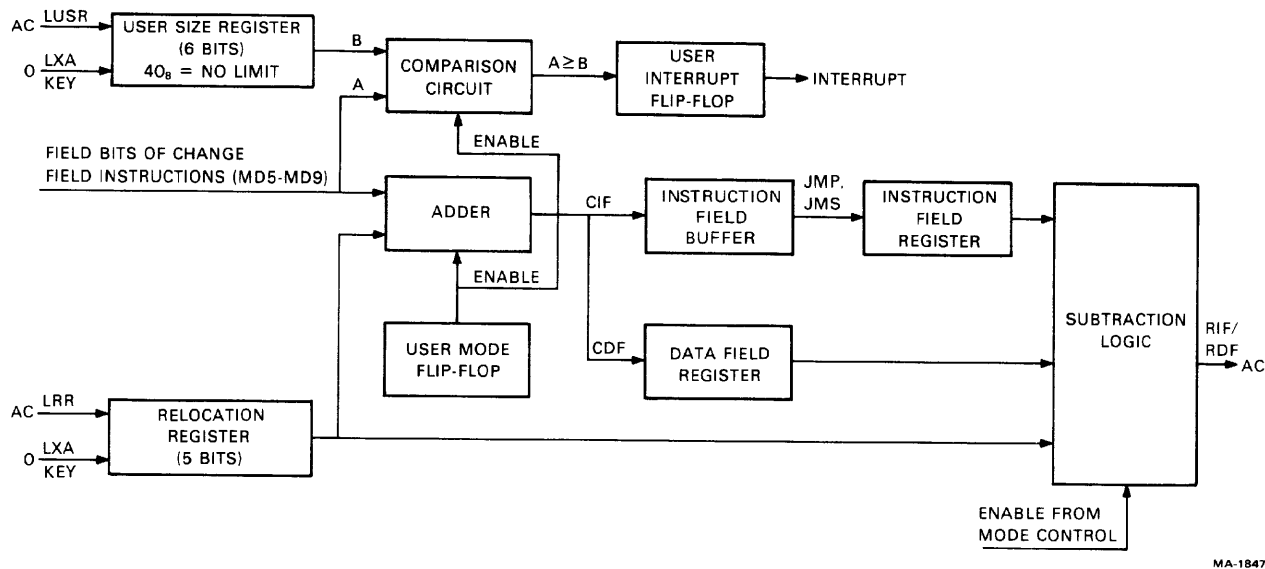 AC LUSR
0 LXA
KEY
USER SIZE REGISTER
(6 BITS)
40₈ = NO LIMIT
B
A
COMPARISON
CIRCUIT
A≥B
USER
INTERRUPT
FLIP-FLOP
INTERRUPT
ENABLE
FIELD BITS OF CHANGE
FIELD INSTRUCTIONS (MD5-MD9)
ADDER
CIF
INSTRUCTION
FIELD
BUFFER
JMP,
JMS
INSTRUCTION
FIELD
REGISTER
ENABLE
USER MODE
FLIP-FLOP
CDF
DATA FIELD
REGISTER
SUBTRACTION
LOGIC
RIF/
RDF
AC
AC LRR
0 LXA
KEY
RELOCATION
REGISTER
(5 BITS)
ENABLE FROM
MODE CONTROL
MA-1847